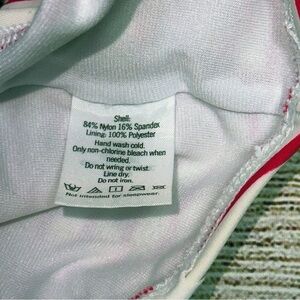 Shell:
84% Nylon 16% Spandex
Lining: 100% Polyester
Hand wash cold.
Only non-chlorine bleach when
needed.
Do not wring or twist.
Line dry.
Do not iron.
Not intended for sleepwear.